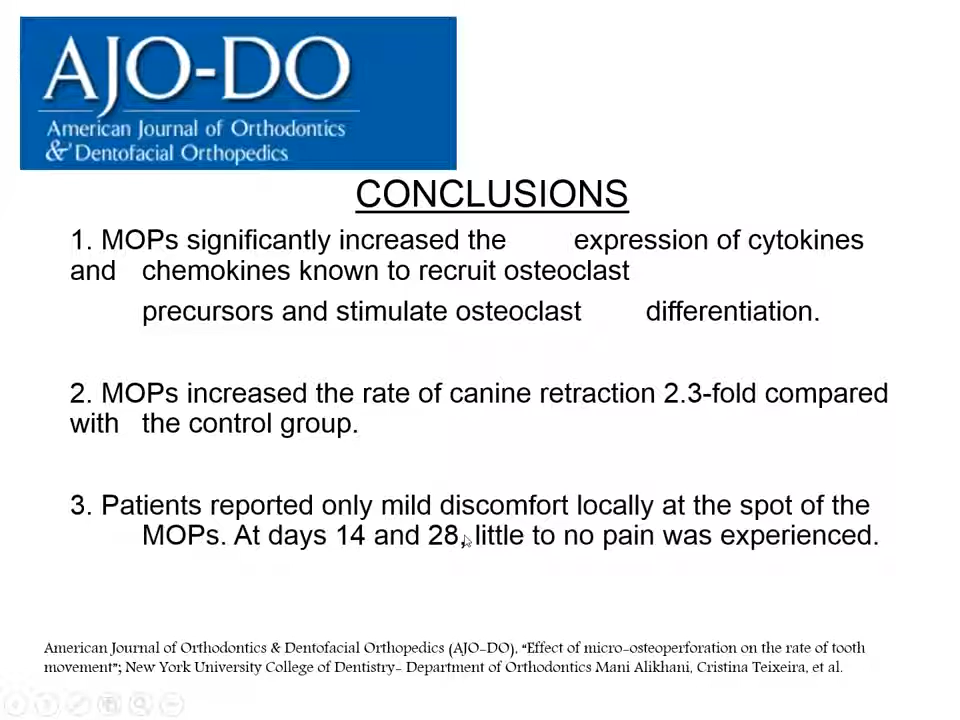 AJO-DO
American Journal of Orthodontics
& Dentofacial Orthopedics
CONCLUSIONS
1. MOPs significantly increased the expression of cytokines
and chemokines known to recruit osteoclast
precursors and stimulate osteoclast differentiation.
2. MOPs increased the rate of canine retraction 2.3-fold compared
with the control group.
3. Patients reported only mild discomfort locally at the spot of the
MOPs. At days 14 and 28, little to no pain was experienced.
American Journal of Orthodontics & Dentofacial Orthopedics (AJO-DO). "Effect of micro-osteoperforation on the rate of tooth
movement"; New York University College of Dentistry- Department of Orthodontics Mani Alikhani, Cristina Teixeira, et al.